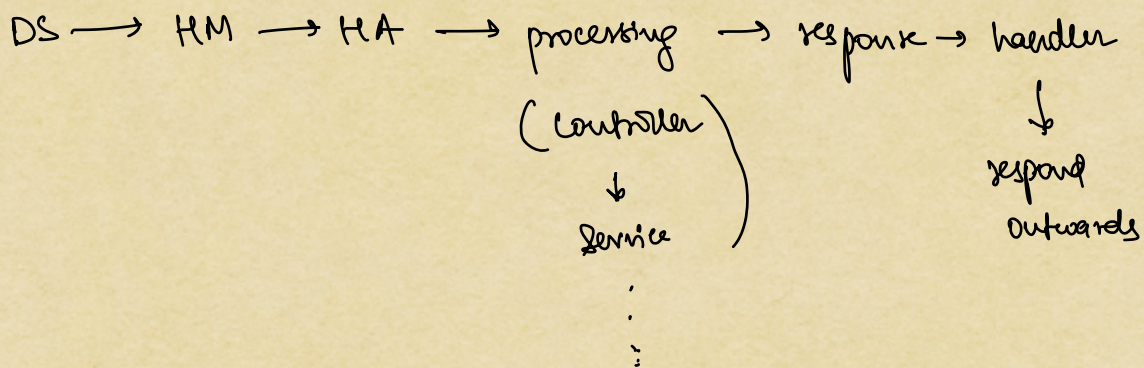 DS → HM → HA → processing → response → handler
(controller)
↓
service
↓
respond
outwards